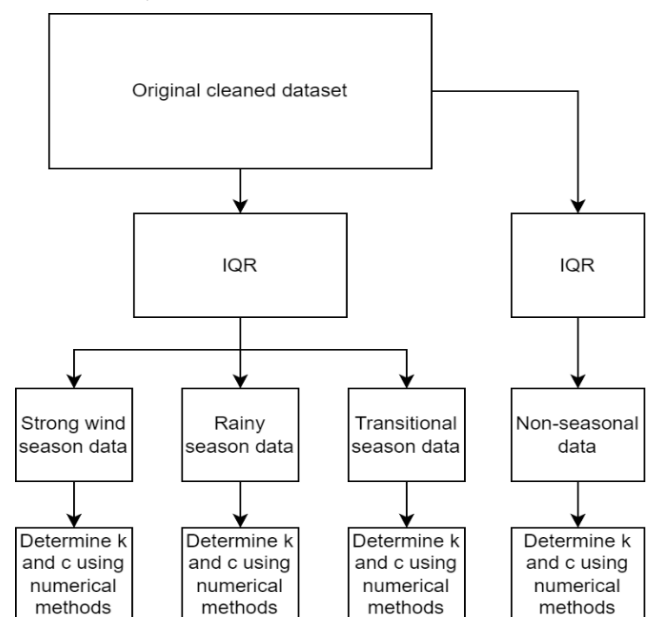 Original cleaned dataset
IQR
IQR
Strong wind
season data
Rainy
season data
Transitional
season data
Non-seasonal
data
Determine k
and c using
numerical
methods
Determine k
and c using
numerical
methods
Determine k
and c using
numerical
methods
Determine k
and c using
numerical
methods